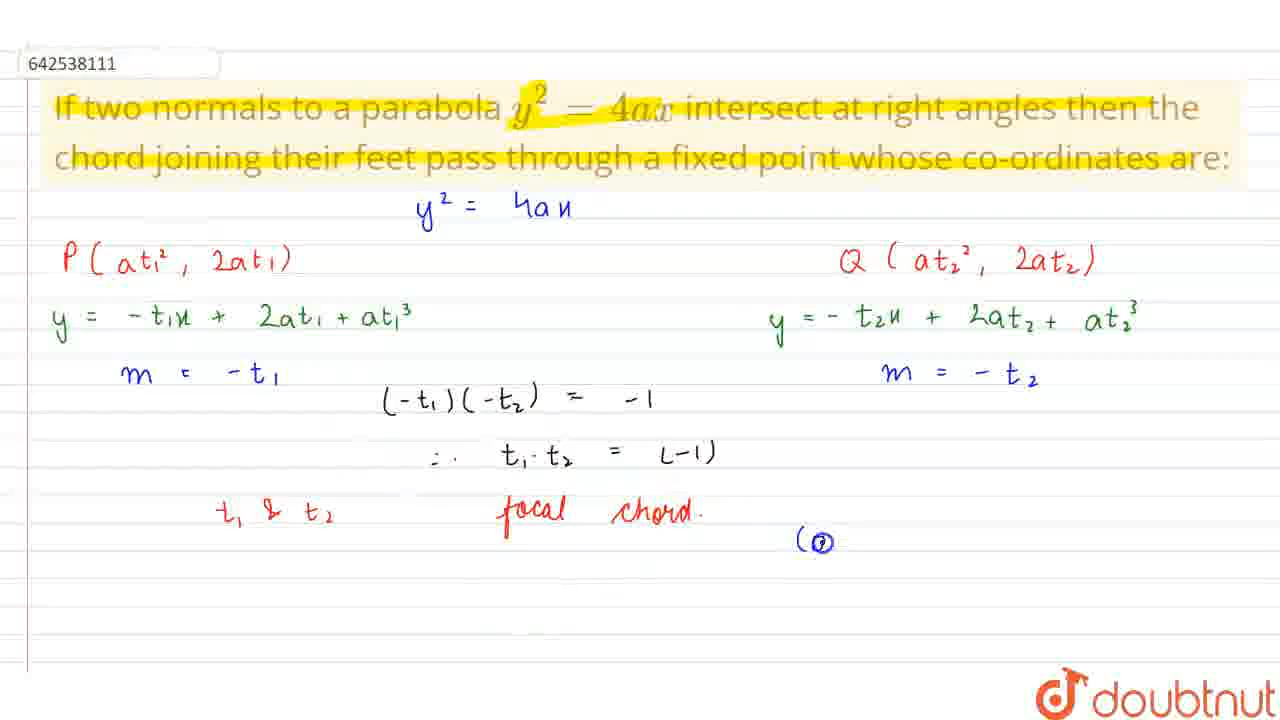 642538111
If two normals to a parabola y² = 4ax intersect at right angles then the
chord joining their feet pass through a fixed point whose co-ordinates are:
y² = 4ax
P(at₁², 2at₁) Q (at₂², 2at₂)
y = -t₁x + 2at₁ + at₁³ y = - t₂x + 2at₂ + at₂³
m = -t₁ m = - t₂
(-t₁)(-t₂) = -1
∴ t₁·t₂ = (-1)
t₁ & t₂ focal chord.
(
doubtnut